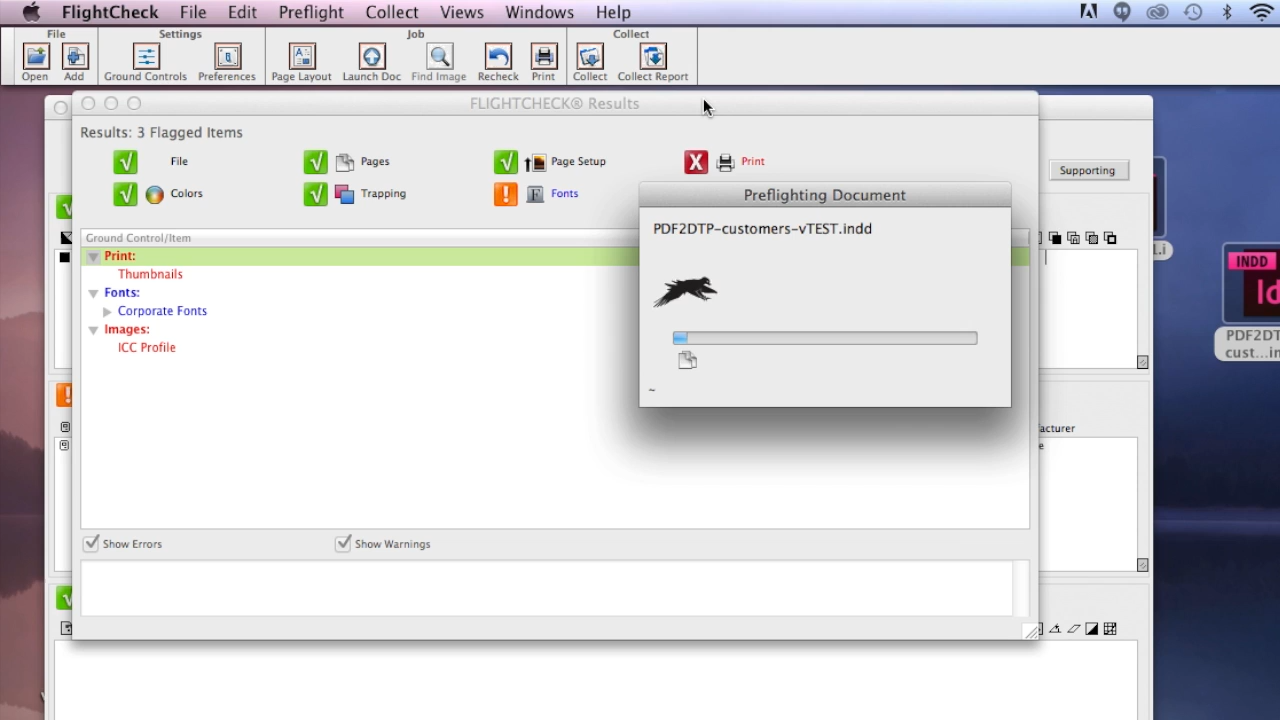 FlightCheck File Edit Preflight Collect Views Windows Help
File Settings Job Collect
Open Add Ground Controls Preferences Page Layout Launch Doc Find Image Recheck Print Collect Collect Report
FLIGHTCHECK® Results
Results: 3 Flagged Items
File Pages Page Setup Print
Colors Trapping Fonts
Supporting
Preflighting Document
PDF2DTP-customers-vTEST.indd
~
Ground Control/Item
Print:
Thumbnails
Fonts:
Corporate Fonts
Images:
ICC Profile
Show Errors Show Warnings
INDD
PDF2DT
cust...in